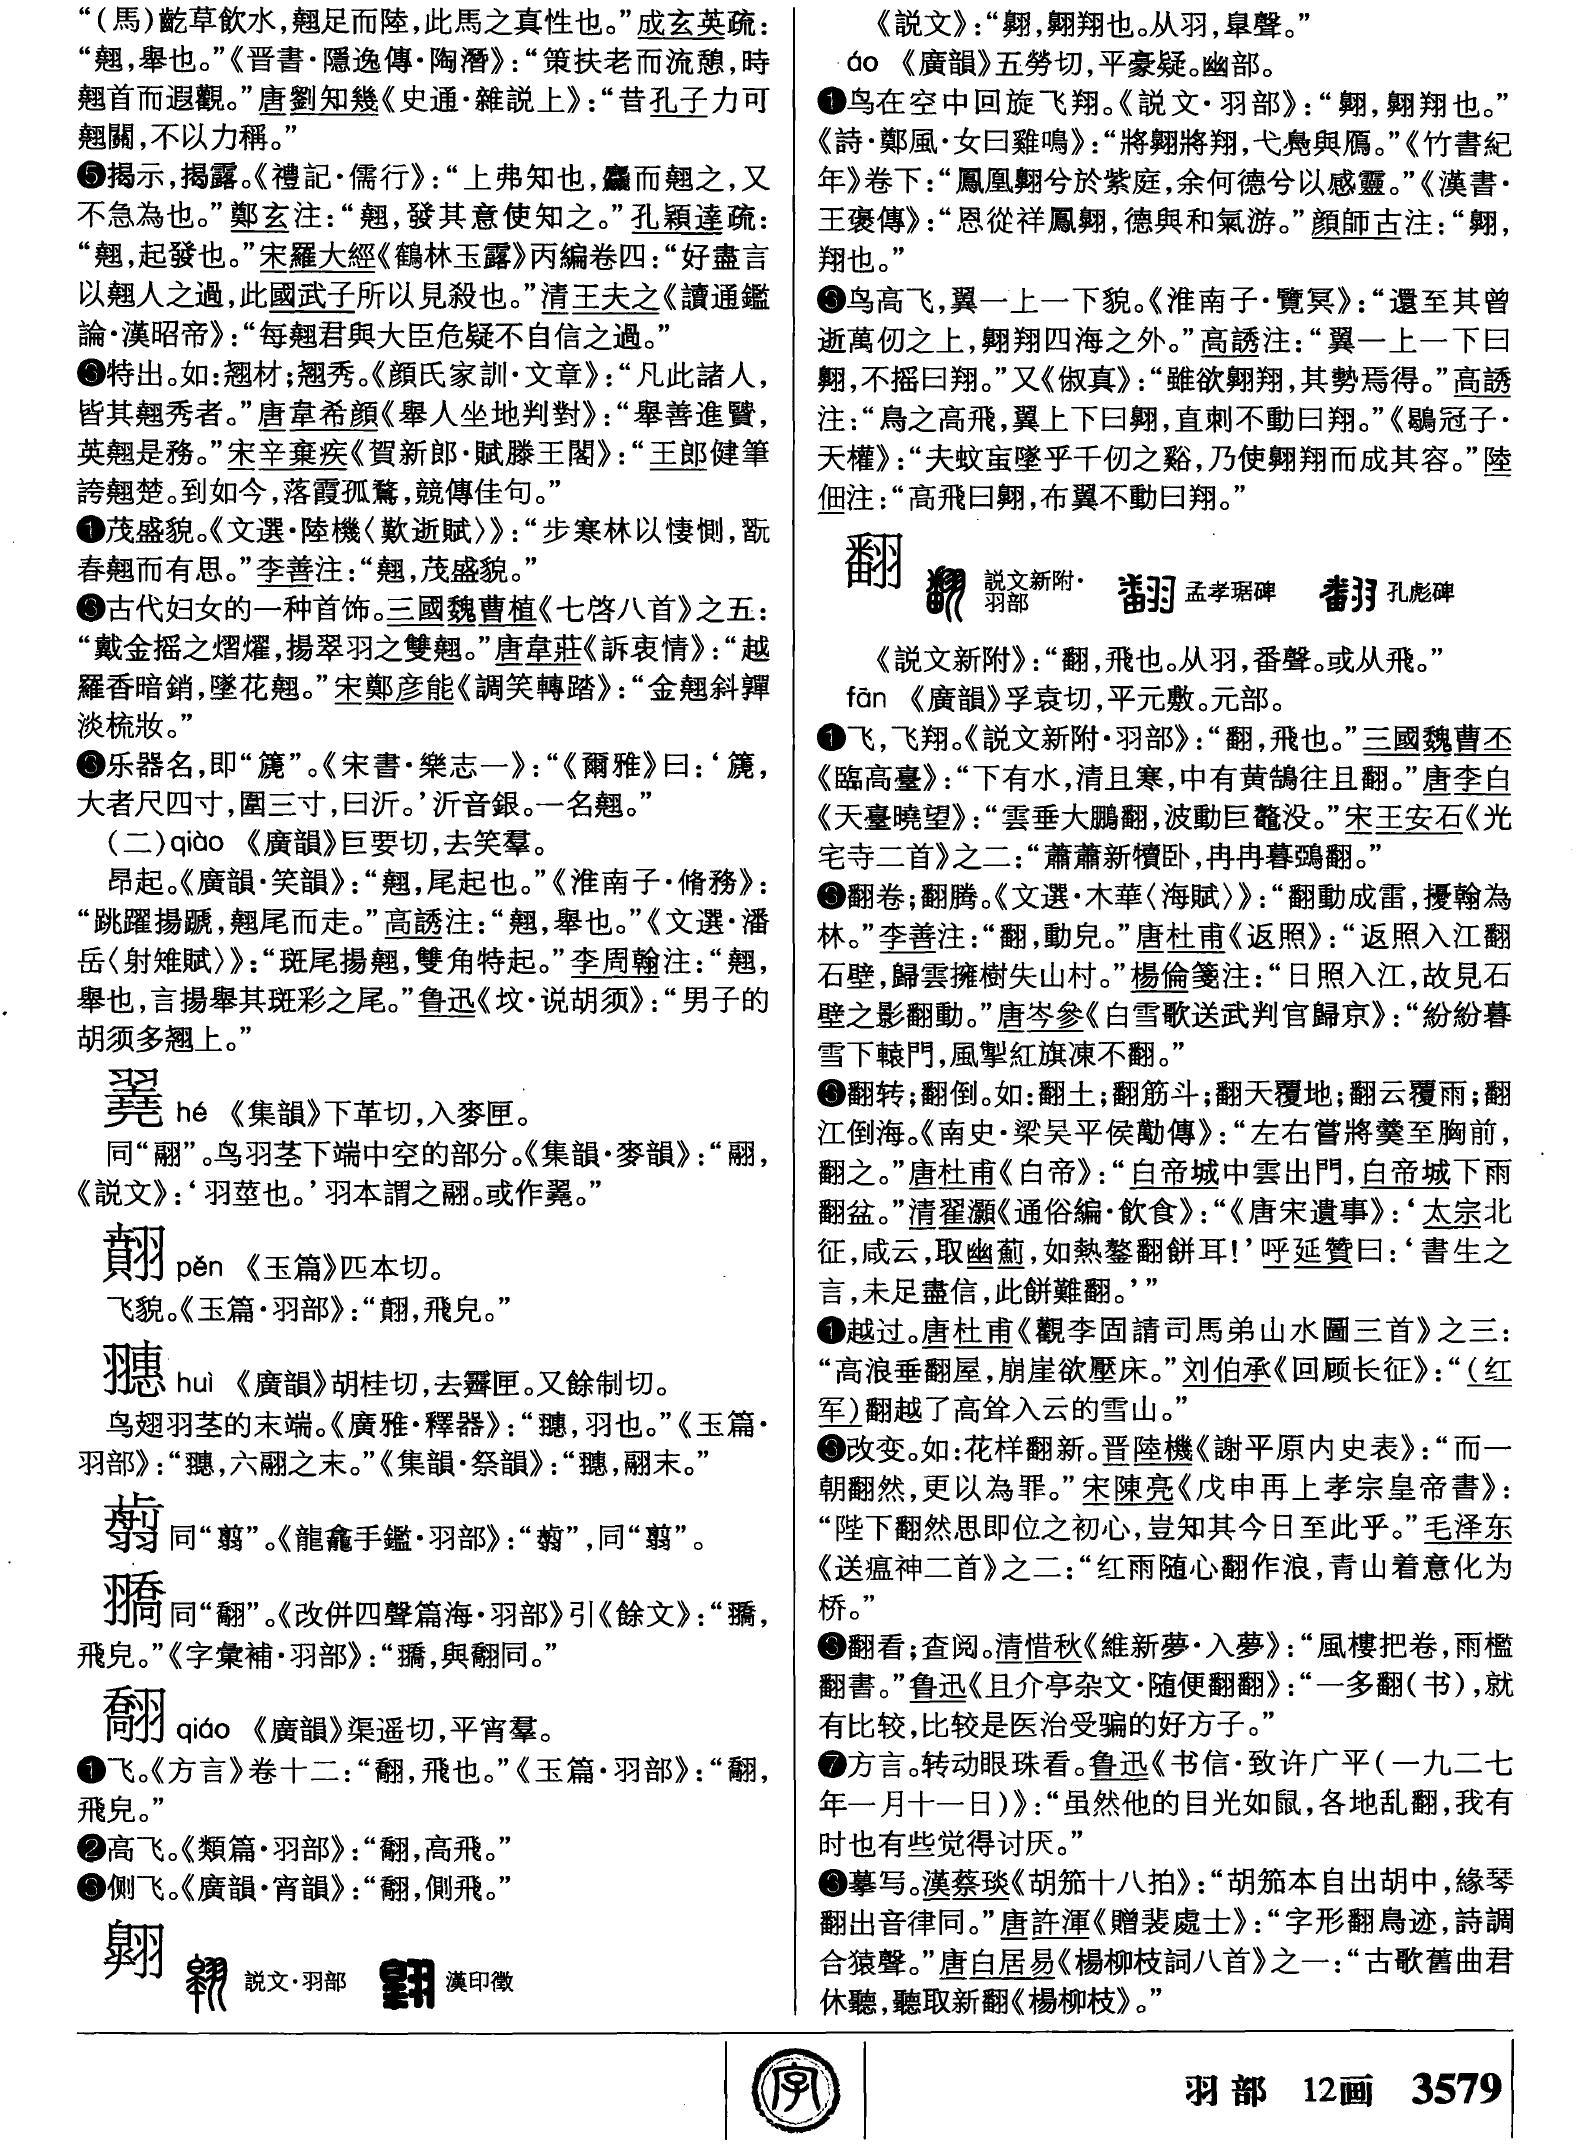 “(馬)齕草飲水,翹足而陸,此馬之真性也。”成玄英疏:
“翹,舉也。”《晋書·隱逸傳·陶潛》:“策扶老而流憩,時
翹首而遐觀。”唐劉知幾《史通·雜説上》:“昔孔子力可
翹關,不以力稱。”
❺揭示,揭露。《禮記·儒行》:“上弗知也,麤而翹之,又
不急為也。”鄭玄注:“翹,發其意使知之。”孔穎達疏:
“翹,起發也。”宋羅大經《鶴林玉露》丙編卷四:“好盡言
以翹人之過,此國武子所以見殺也。”清王夫之《讀通鑑
論·漢昭帝》:“每翹君與大臣危疑不自信之過。”
特出。如:翘材;翘秀。《顔氏家訓·文章》:“凡此諸人,
皆其翹秀者。”唐韋希顔《舉人坐地判對》:“舉善進賢,
英翹是務。”宋辛棄疾《賀新郎·賦滕王閣》:“王郎健筆
誇翹楚。到如今,落霞孤鶩,競傳佳句。”
茂盛貌。《文選·陸機〈歎逝賦〉》:“步寒林以悽惻,翫
春翹而有思。”李善注:“翹,茂盛貌。”
古代妇女的一种首饰。三國魏曹植《七啓八首》之五:
“戴金摇之熠燿,揚翠羽之雙翹。”唐韋莊《訴衷情》:“越
羅香暗銷,墜花翹。”宋鄭彦能《調笑轉踏》:“金翹斜嚲
淡梳妝。”
乐器名,即“篪”。《宋書·樂志一》:“《爾雅》曰:‘篪,
大者尺四寸,圍三寸,曰沂。’沂音銀。一名翹。”
(二)qiào 《廣韻》巨要切,去笑羣。
昂起。《廣韻·笑韻》:“翹,尾起也。”《淮南子·脩務》:
“跳躍揚蹏,翹尾而走。”高誘注:“翹,舉也。”《文選·潘
岳〈射雉賦〉》:“斑尾揚翹,雙角特起。”李周翰注:“翹,
舉也,言揚舉其斑彩之尾。”鲁迅《坟·说胡须》:“男子的
胡须多翘上。”
hé 《集韻》下革切,入麥匣。
同“翮”。鸟羽茎下端中空的部分。《集韻·麥韻》:“翮,
《説文》:‘羽莖也。’羽本謂之翮。或作。”
翸 pěn 《玉篇》匹本切。
飞貌。《玉篇·羽部》:“翸,飛皃。”
翽 huì 《廣韻》胡桂切,去霽匣。又餘制切。
鸟翅羽茎的末端。《廣雅·釋器》:“,羽也。”《玉篇·
羽部》:“,六翮之末。”《集韻·祭韻》:“,翮末。”
同“翦”。《龍龕手鑑·羽部》:“”,同“翦”。
同“翹”。《改併四聲篇海·羽部》引《餘文》:“,
飛皃。”《字彙補·羽部》:“,與同。”
qiáo 《廣韻》渠遥切,平宵羣。
❶飞。《方言》卷十二:“,飛也。”《玉篇·羽部》:“,
飛皃。”
❷高飞。《類篇·羽部》:“,高飛。”
❸侧飞。《廣韻·宵韻》:“,側飛。”
翺 説文·羽部 漢印徵
《説文》:“翺,翺翔也。从羽,皐聲。”
áo 《廣韻》五勞切,平豪疑。幽部。
❶鸟在空中回旋飞翔。《説文·羽部》:“翺,翺翔也。”
《詩·鄭風·女曰雞鳴》:“將翺將翔,弋鳧與鴈。”《竹書紀
年》卷下:“鳳凰翺兮於紫庭,余何德兮以感靈。”《漢書·
王褒傳》:“恩從祥鳳翺,德與和氣游。”顔師古注:“翺,
翔也。”
鸟高飞,翼一上一下貌。《淮南子·覽冥》:“還至其曾
逝萬仞之上,翺翔四海之外。”高誘注:“翼一上一下曰
翺,不摇曰翔。”又《俶真》:“雖欲翺翔,其勢焉得。”高誘
注:“鳥之高飛,翼上下曰翺,直刺不動曰翔。”《鶡冠子·
天權》:“夫蚊䖟墜乎千仞之谿,乃使翺翔而成其容。”陸
佃注:“高飛曰翺,布翼不動曰翔。”
翻 説文新附·羽部 孟孝琚碑 孔彪碑
《説文新附》:“翻,飛也。从羽,番聲。或从飛。”
fān 《廣韻》孚袁切,平元敷。元部。
❶飞,飞翔。《説文新附·羽部》:“翻,飛也。”三國魏曹丕
《臨高臺》:“下有水,清且寒,中有黄鵠往且翻。”唐李白
《天臺曉望》:“雲垂大鵬翻,波動巨鼇没。”宋王安石《光
宅寺二首》之二:“蕭蕭新犢卧,冉冉暮鴉翻。”
翻卷;翻腾。《文選·木華〈海賦〉》:“翻動成雷,擾翰為
林。”李善注:“翻,動皃。”唐杜甫《返照》:“返照入江翻
石壁,歸雲擁樹失山村。”楊倫箋注:“日照入江,故見石
壁之影翻動。”唐岑參《白雪歌送武判官歸京》:“紛紛暮
雪下轅門,風掣紅旗凍不翻。”
翻转;翻倒。如:翻土;翻筋斗;翻天覆地;翻云覆雨;翻
江倒海。《南史·梁吴平侯勱傳》:“左右嘗將羹至胸前,
翻之。”唐杜甫《白帝》:“白帝城中雲出門,白帝城下雨
翻盆。”清翟灝《通俗編·飲食》:“《唐宋遺事》:‘太宗北
征,咸云,取幽薊,如熱鏊翻餅耳!’呼延贊曰:‘書生之
言,未足盡信,此餅難翻。’”
越过。唐杜甫《觀李固請司馬弟山水圖三首》之三:
“高浪垂翻屋,崩崖欲壓床。”刘伯承《回顾长征》:“(红
军)翻越了高耸入云的雪山。”
改变。如:花样翻新。晋陸機《謝平原内史表》:“而一
朝翻然,更以為罪。”宋陳亮《戊申再上孝宗皇帝書》:
“陛下翻然思即位之初心,豈知其今日至此乎。”毛泽东
《送瘟神二首》之二:“红雨随心翻作浪,青山着意化为
桥。”
翻看;查阅。清惜秋《維新夢·入夢》:“風樓把卷,雨檻
翻書。”鲁迅《且介亭杂文·随便翻翻》:“一多翻(书),就
有比较,比较是医治受骗的好方子。”
❼方言。转动眼珠看。鲁迅《书信·致许广平(一九二七
年一月十一日)》:“虽然他的目光如鼠,各地乱翻,我有
时也有些觉得讨厌。”
摹写。漢蔡琰《胡笳十八拍》:“胡笳本自出胡中,緣琴
翻出音律同。”唐許渾《贈裴處士》:“字形翻鳥迹,詩調
合猿聲。”唐白居易《楊柳枝詞八首》之一:“古歌舊曲君
休聽,聽取新翻《楊柳枝》。”
字
羽部 12画 3579